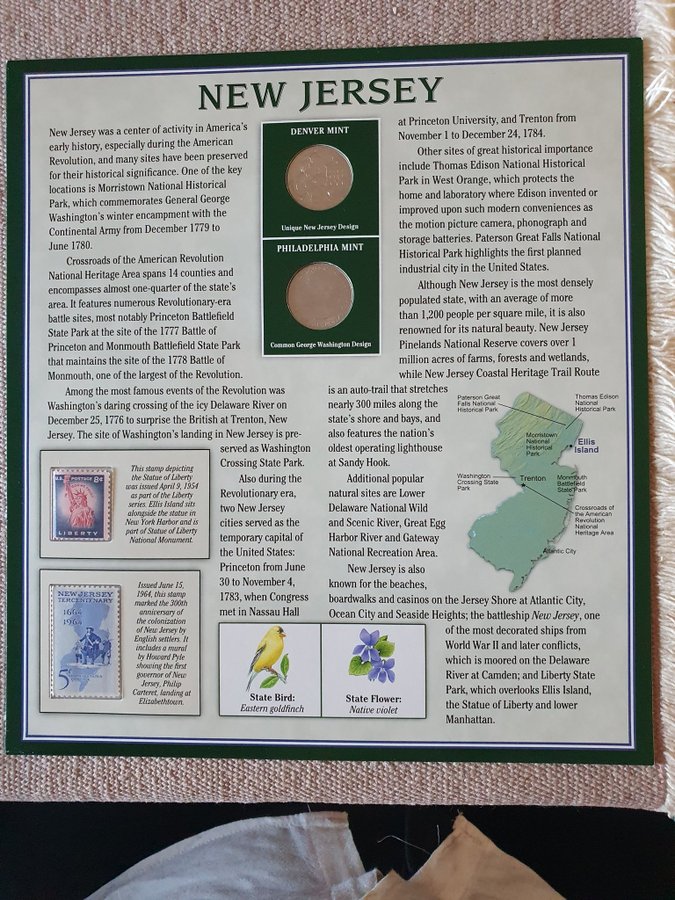 NEW JERSEY
New Jersey was a center of activity in America's
early history, especially during the American
Revolution, and many sites have been preserved
for their historical significance. One of the key
locations is Morristown National Historical
Park, which commemorates General George
Washington's winter encampment with the
Continental Army from December 1779 to
June 1780.
Crossroads of the American Revolution
National Heritage Area spans 14 counties and
encompasses almost one-quarter of the state's
area. It features numerous Revolutionary-era
battle sites, most notably Princeton Battlefield
State Park at the site of the 1777 Battle of
Princeton and Monmouth Battlefield State Park
that maintains the site of the 1778 Battle of
Monmouth, one of the largest of the Revolution.
Among the most famous events of the Revolution was
Washington's daring crossing of the icy Delaware River on
December 25, 1776 to surprise the British at Trenton, New
Jersey. The site of Washington's landing in New Jersey is pre-
served as Washington
Crossing State Park.
Also during the
Revolutionary era,
two New Jersey
cities served as the
temporary capital of
the United States:
Princeton from June
30 to November 4,
1783, when Congress
met in Nassau Hall
DENVER MINT
Unique New Jersey Design
PHILADELPHIA MINT
Common George Washington Design
at Princeton University, and Trenton from
November 1 to December 24, 1784.
Other sites of great historical importance
include Thomas Edison National Historical
Park in West Orange, which protects the
home and laboratory where Edison invented or
improved upon such modern conveniences as
the motion picture camera, phonograph and
storage batteries. Paterson Great Falls National
Historical Park highlights the first planned
industrial city in the United States.
Although New Jersey is the most densely
populated state, with an average of more
than 1,200 people per square mile, it is also
renowned for its natural beauty. New Jersey
Pinelands National Reserve covers over 1
million acres of farms, forests and wetlands,
while New Jersey Coastal Heritage Trail Route
is an auto-trail that stretches
nearly 300 miles along the
state's shore and bays, and
also features the nation's
oldest operating lighthouse
at Sandy Hook.
Additional popular
natural sites are Lower
Delaware National Wild
and Scenic River, Great Egg
Harbor River and Gateway
National Recreation Area.
New Jersey is also
known for the beaches,
boardwalks and casinos on the Jersey Shore at Atlantic City,
Ocean City and Seaside Heights; the battleship New Jersey, one
of the most decorated ships from
World War II and later conflicts,
which is moored on the Delaware
River at Camden; and Liberty State
Park, which overlooks Ellis Island,
the Statue of Liberty and lower
Manhattan.
Paterson Great
Falls National
Historical Park
Thomas Edison
National
Historical Park
Morristown
National
Historical
Park
Ellis
Island
Washington
Crossing State
Park
Trenton
Monmouth
Battlefield
State Park
Crossroads of
the American
Revolution
National
Heritage Area
Atlantic City
U.S. POSTAGE 8¢
LIBERTY
This stamp depicting
the Statue of Liberty
was issued April 9, 1954
as part of the Liberty
series. Ellis Island sits
alongside the statue in
New York Harbor and is
part of Statue of Liberty
National Monument.
NEW JERSEY
TERCENTENARY
1664
1964
5¢
Issued June 15,
1964, this stamp
marked the 300th
anniversary of
the colonization
of New Jersey by
English settlers. It
includes a mural
by Howard Pyle
showing the first
governor of New
Jersey, Philip
Carteret, landing at
Elizabethtown.
State Bird:
Eastern goldfinch
State Flower:
Native violet